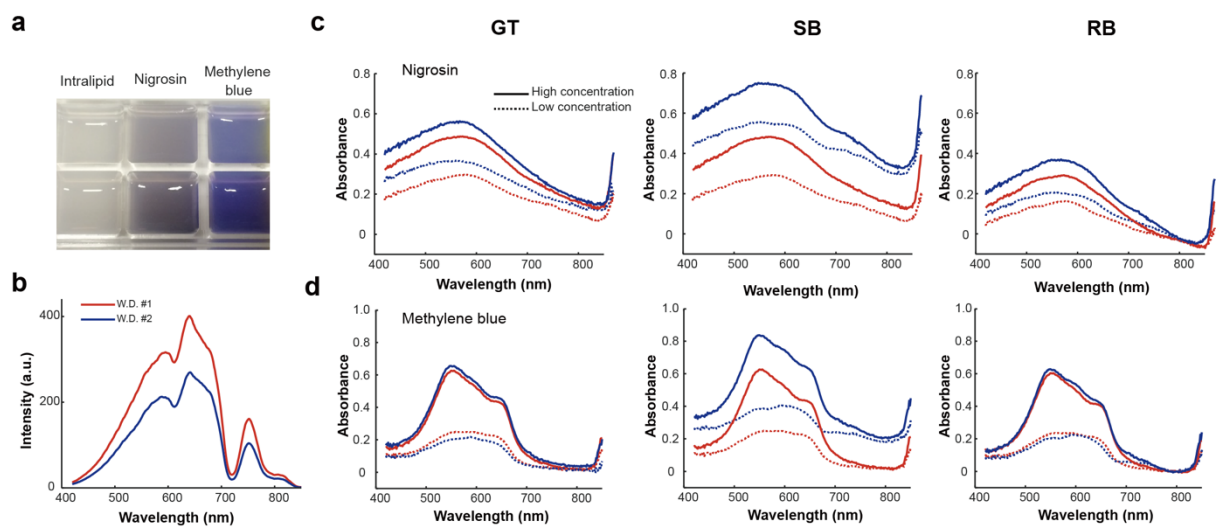 a
Intralipid Nigrosin Methylene
blue
b
W.D. #1
W.D. #2
400
200
0
Intensity (a.u.)
400 500 600 700 800
Wavelength (nm)
c
GT SB RB
Nigrosin
High concentration
Low concentration
0.8
0.6
0.4
0.2
0
Absorbance
400 500 600 700 800
Wavelength (nm)
0.8
0.6
0.4
0.2
0
Absorbance
400 500 600 700 800
Wavelength (nm)
0.8
0.6
0.4
0.2
0
Absorbance
400 500 600 700 800
Wavelength (nm)
d
Methylene blue
1.0
0.8
0.6
0.4
0.2
0
Absorbance
400 500 600 700 800
Wavelength (nm)
1.0
0.8
0.6
0.4
0.2
0
Absorbance
400 500 600 700 800
Wavelength (nm)
1.0
0.8
0.6
0.4
0.2
0
Absorbance
400 500 600 700 800
Wavelength (nm)